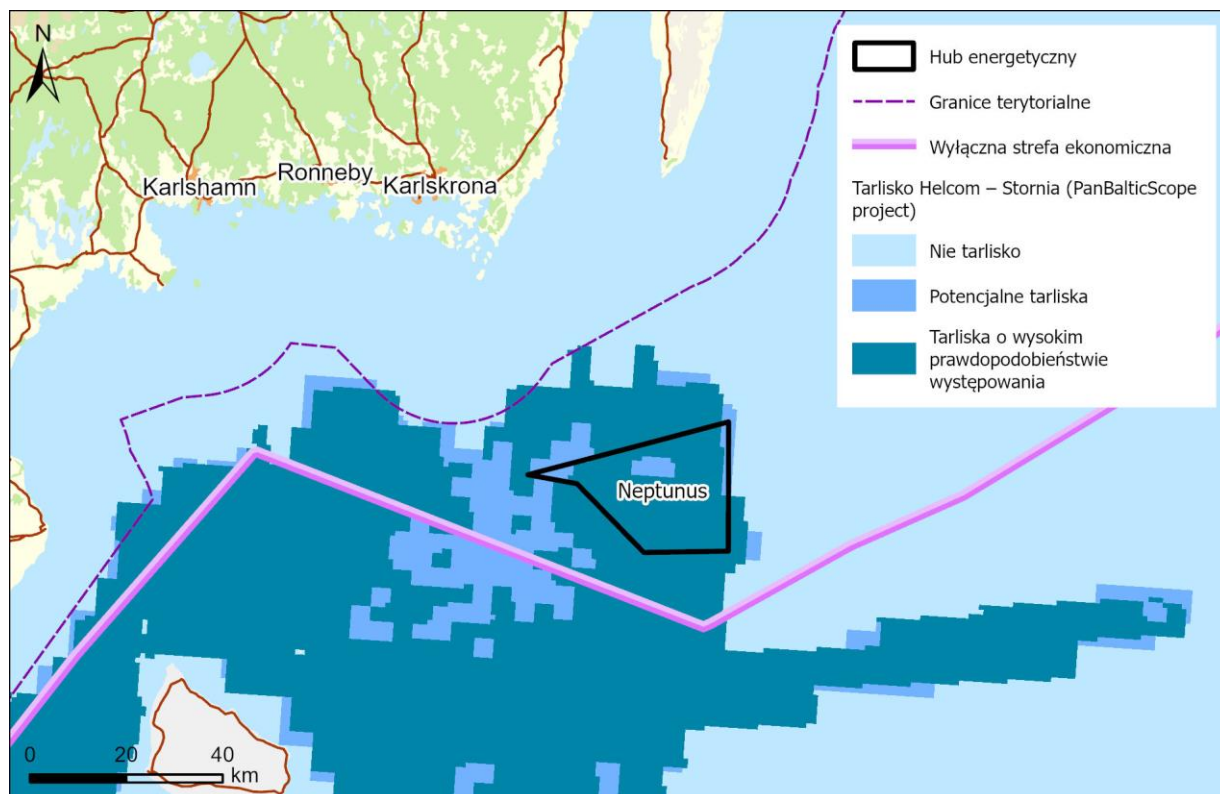 N
Karlshamn
Ronneby
Karlskrona
Neptunus
0 20 40
km
Hub energetyczny
Granice terytorialne
Wyłączna strefa ekonomiczna
Tarlisko Helcom – Stornia (PanBalticScope
project)
Nie tarlisko
Potencjalne tarliska
Tarliska o wysokim
prawdopodobieństwie
występowania